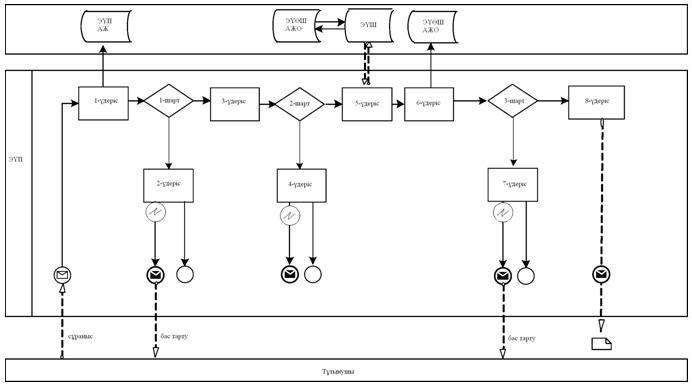 ЭҮП
АЖ
ЭҮӨШ
АЖО
ЭҮШ
ЭҮӨШ
АЖО
ЭҮП
1-үдеріс
1-шарт
3-үдеріс
2-шарт
5-үдеріс
6-үдеріс
3-шарт
8-үдеріс
2-үдеріс
4-үдеріс
7-үдеріс
сұраныс
бас тарту
бас тарту
Тұтынушы